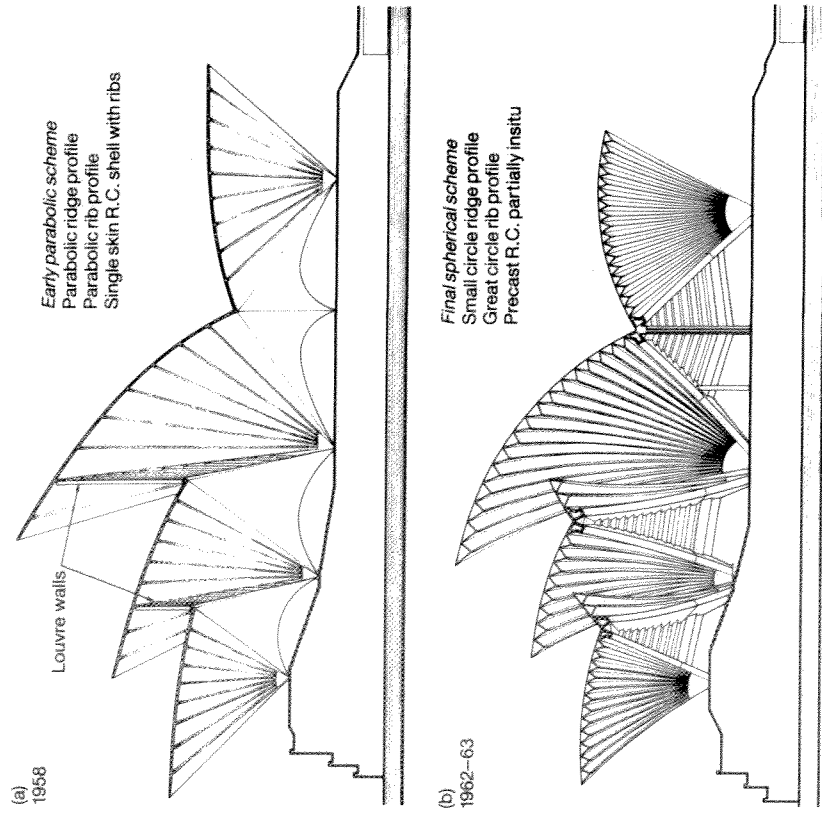 (a)
1958
Louvre walls
Early parabolic scheme
Parabolic ridge profile
Parabolic rib profile
Single skin R.C. shell with ribs
(b)
1962–63
Final spherical scheme
Small circle ridge profile
Great circle rib profile
Precast R.C. partially insitu